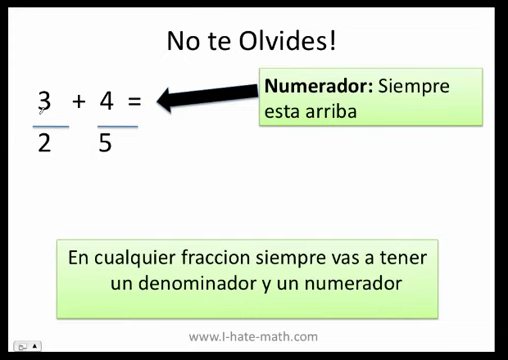 No te Olvides!
3 + 4 =
2 5
Numerador: Siempre
esta arriba
En cualquier fraccion siempre vas a tener
un denominador y un numerador
www.I-hate-math.com